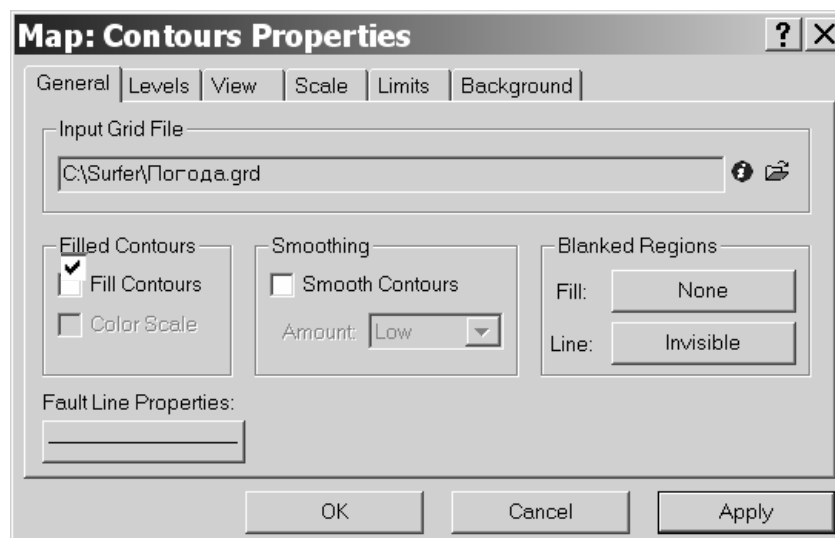 Map: Contours Properties
General Levels View Scale Limits Background
Input Grid File
C:\Surfer\Погода.grd
Filled Contours
Fill Contours
Color Scale
Smoothing
Smooth Contours
Amount: Low
Blanked Regions
Fill: None
Line: Invisible
Fault Line Properties:
OK Cancel Apply